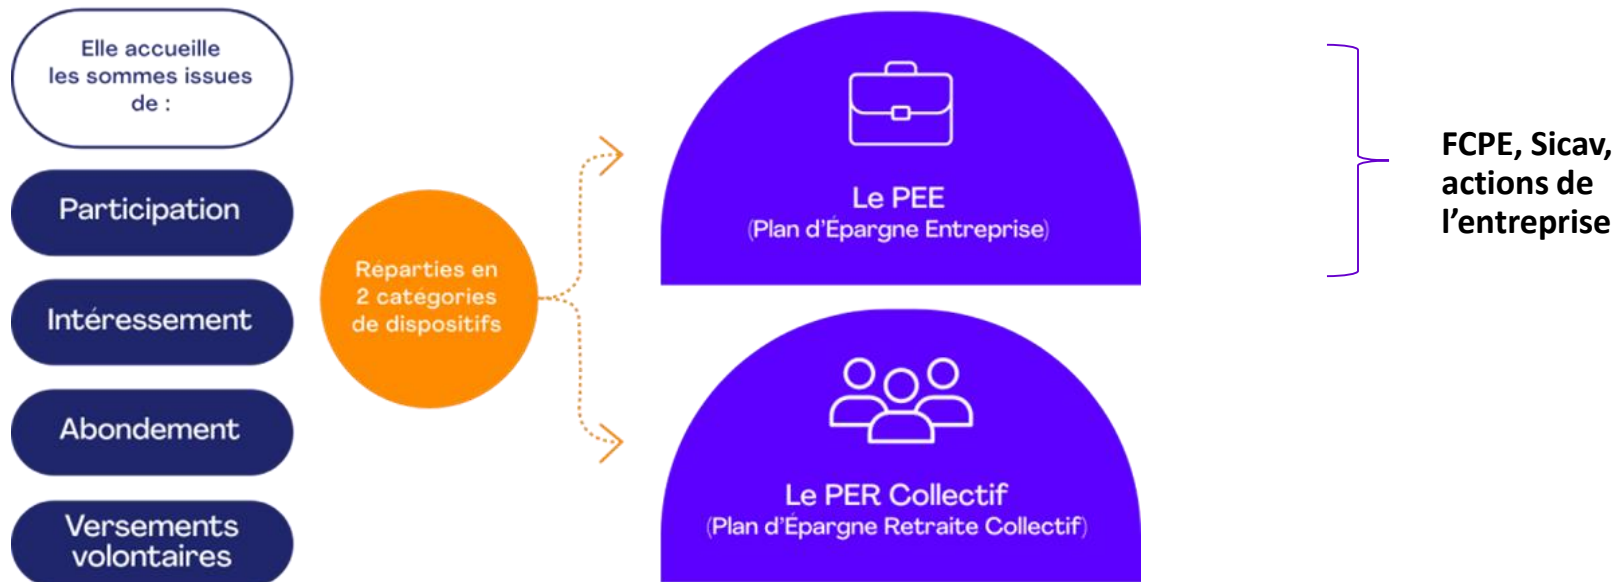 Elle accueille
les sommes issues
de :
Participation
Intéressement
Abondement
Versements
volontaires
Réparties en
2 catégories
de dispositifs
Le PEE
(Plan d'Épargne Entreprise)
Le PER Collectif
(Plan d'Épargne Retraite Collectif)
FCPE, Sicav,
actions de
l'entreprise